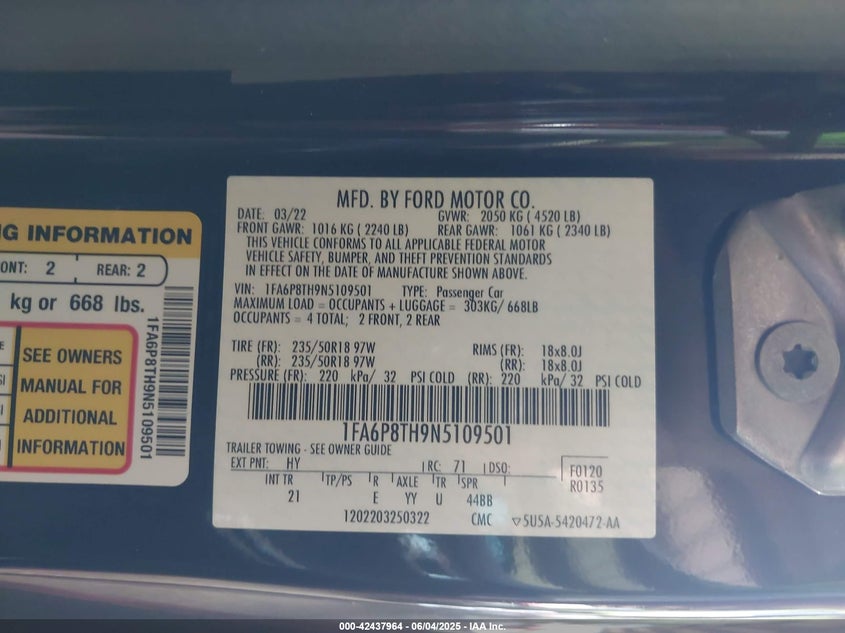 MFD. BY FORD MOTOR CO.
DATE: 03/22 GVWR: 2050 KG ( 4520 LB)
FRONT GAWR: 1016 KG ( 2240 LB) REAR GAWR: 1061 KG ( 2340 LB)
THIS VEHICLE CONFORMS TO ALL APPLICABLE FEDERAL MOTOR
VEHICLE SAFETY, BUMPER, AND THEFT PREVENTION STANDARDS
IN EFFECT ON THE DATE OF MANUFACTURE SHOWN ABOVE.
VIN: 1FA6P8TH9N5109501 TYPE: Passenger Car
MAXIMUM LOAD = OCCUPANTS + LUGGAGE = 303KG/ 668LB
OCCUPANTS = 4 TOTAL; 2 FRONT, 2 REAR
TIRE (FR): 235/50R18 97W RIMS (FR): 18x8.0J
(RR): 235/50R18 97W (RR): 18x8.0J
PRESSURE (FR): 220 kPa/ 32 PSI COLD (RR): 220 kPa/ 32 PSI COLD
1FA6P8TH9N5109501
TRAILER TOWING - SEE OWNER GUIDE
EXT PNT: HY RC: 71 DSO: F0120
R0135
INT TR TP/PS R AXLE TR SPR
21 E YY U 44BB
1202203250322 CMC ▽5USA-5420472-AA
NG INFORMATION
ONT: 2 REAR: 2
kg or 668 lbs.
SEE OWNERS
MANUAL FOR
ADDITIONAL
INFORMATION
1FA6P8TH9N5109501
000-42437964 - 06/04/2025 - IAA Inc.